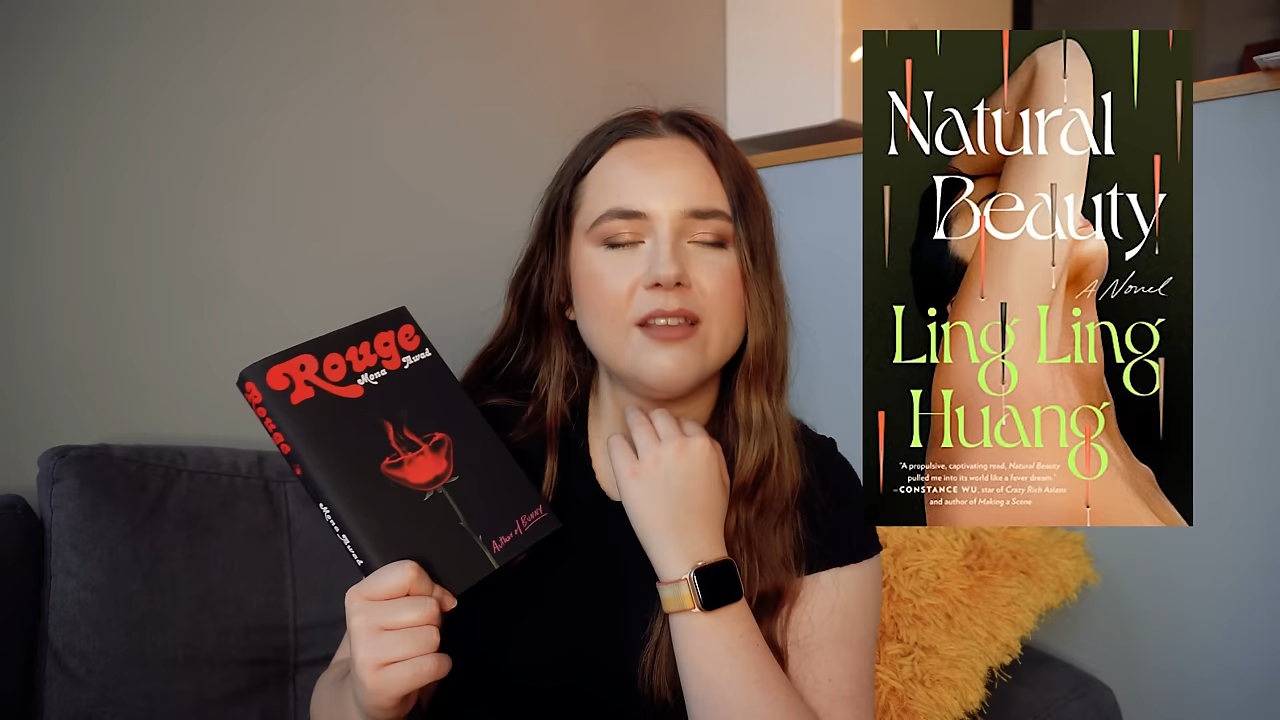 Rouge
Mona Awad
Rouge
Mona Awad
Author of Bunny
Natural
Beauty
A Novel
Ling Ling
Huang
"A propulsive, captivating read, Natural Beauty
pulled me into its world like a fever dream."
—CONSTANCE WU, star of Crazy Rich Asians
and author of Making a Scene